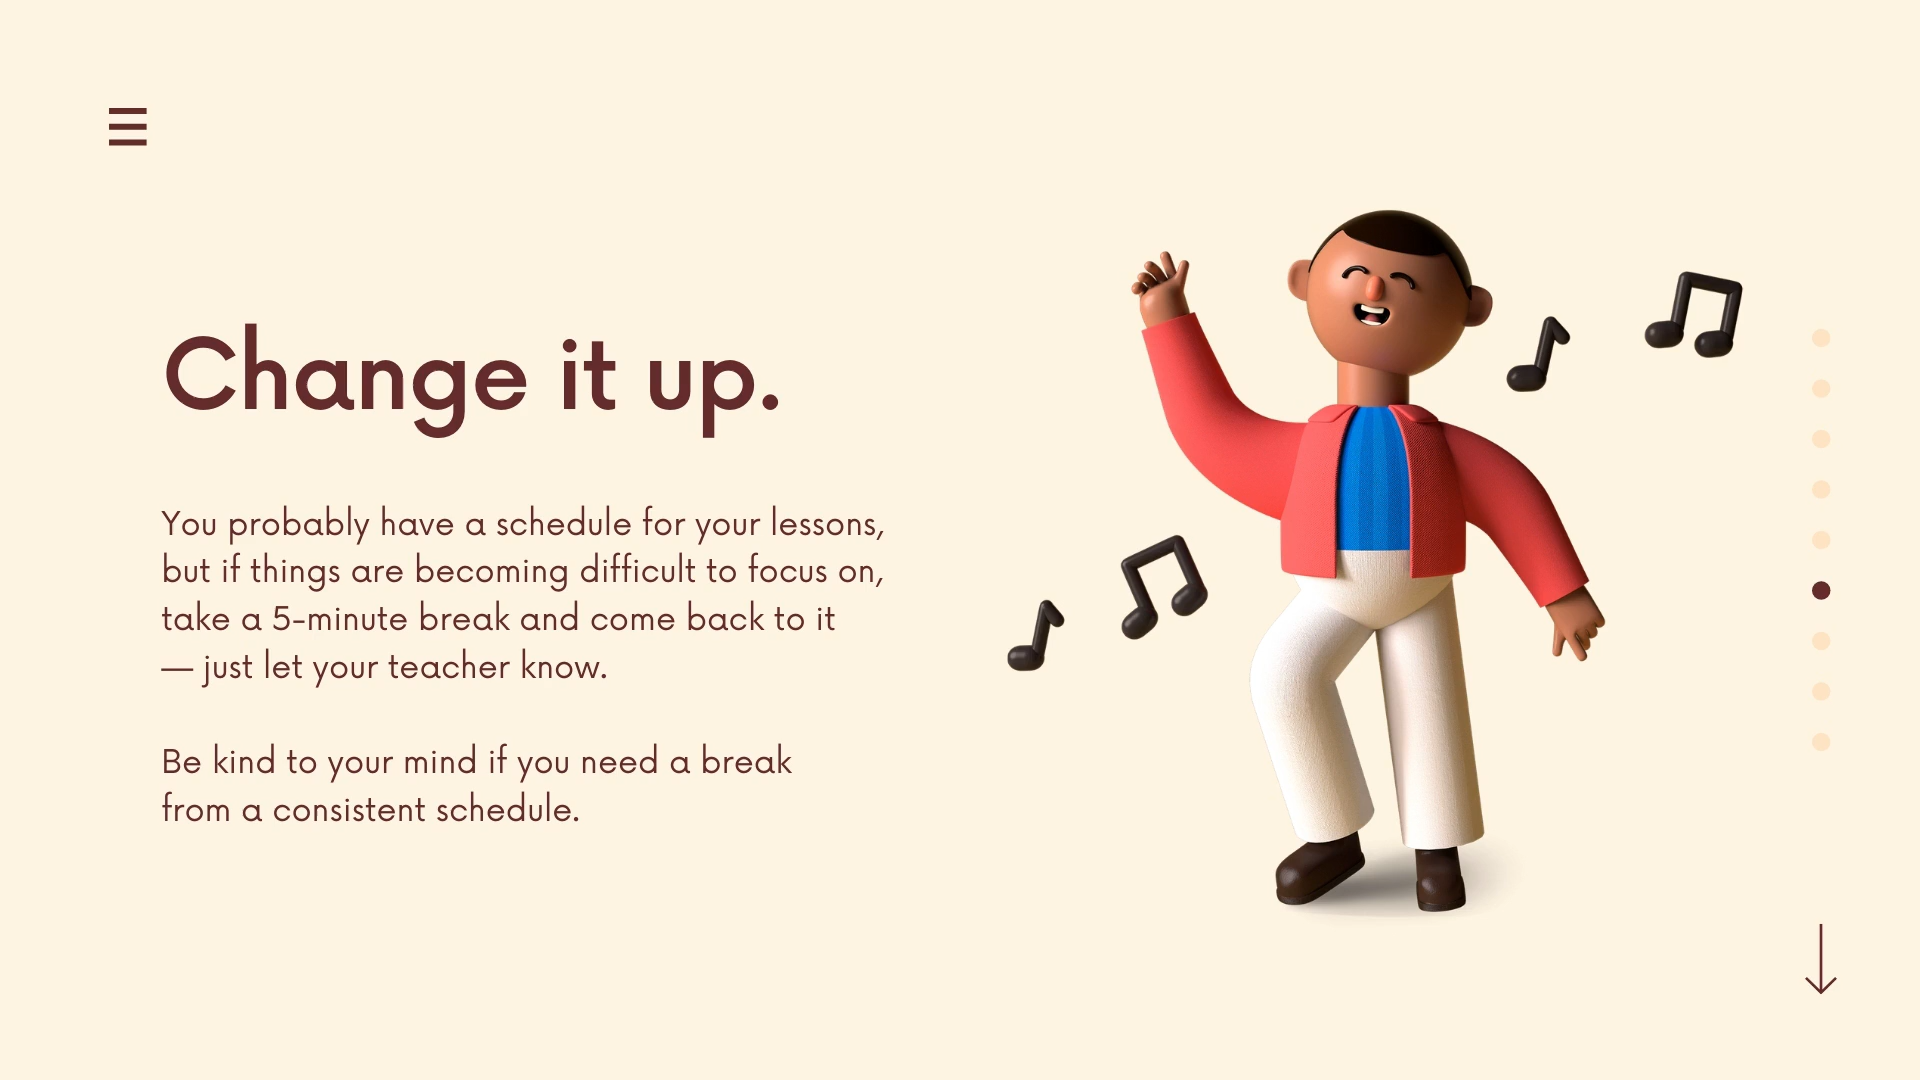 Change it up.
You probably have a schedule for your lessons,
but if things are becoming difficult to focus on,
take a 5-minute break and come back to it
— just let your teacher know.
Be kind to your mind if you need a break
from a consistent schedule.